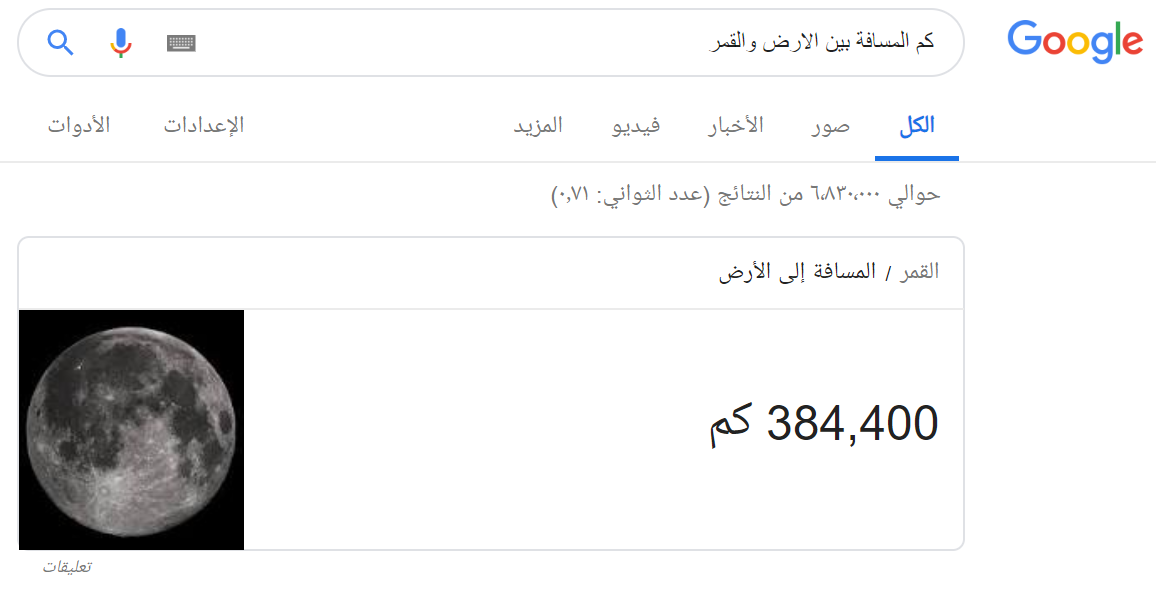 Google
كم المسافة بين الارض والقمر
الكل صور الأخبار فيديو المزيد الإعدادات الأدوات
حوالي ٦٬٨٣٠٬٠٠٠ من النتائج (عدد الثواني: ٠٫٧١)
القمر / المسافة إلى الأرض
384,400 كم
تعليقات